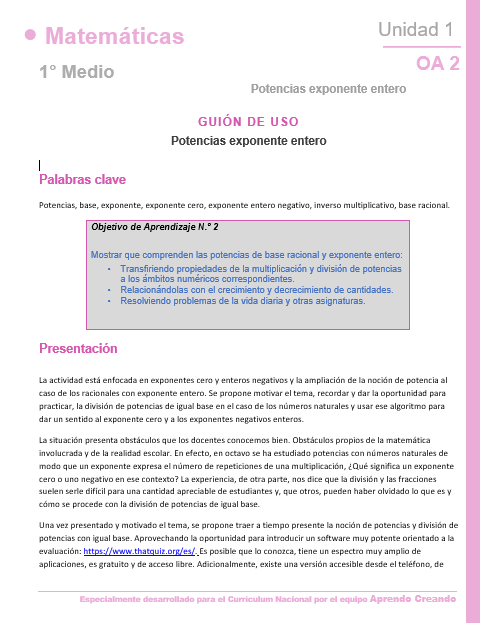 • Matemáticas
Unidad 1
1° Medio
OA 2
Potencias exponente entero
GUIÓN DE USO
Potencias exponente entero
Palabras clave
Potencias, base, exponente, exponente cero, exponente entero negativo, inverso multiplicativo, base racional.
Objetivo de Aprendizaje N.° 2
Mostrar que comprenden las potencias de base racional y exponente entero:
• Transfiriendo propiedades de la multiplicación y división de potencias
a los ámbitos numéricos correspondientes.
• Relacionándolas con el crecimiento y decrecimiento de cantidades.
• Resolviendo problemas de la vida diaria y otras asignaturas.
Presentación
La actividad está enfocada en exponentes cero y enteros negativos y la ampliación de la noción de potencia al
caso de los racionales con exponente entero. Se propone motivar el tema, recordar y dar la oportunidad para
practicar, la división de potencias de igual base en el caso de los números naturales y usar ese algoritmo para
dar un sentido al exponente cero y a los exponentes negativos enteros.
La situación presenta obstáculos que los docentes conocemos bien. Obstáculos propios de la matemática
involucrada y de la realidad escolar. En efecto, en octavo se ha estudiado potencias con números naturales de
modo que un exponente expresa el número de repeticiones de una multiplicación, ¿Qué significa un exponente
cero o uno negativo en ese contexto? La experiencia, de otra parte, nos dice que la división y las fracciones
suelen serle difícil para una cantidad apreciable de estudiantes y, que otros, pueden haber olvidado lo que es y
cómo se procede con la división de potencias de igual base.
Una vez presentado y motivado el tema, se propone traer a tiempo presente la noción de potencias y división de
potencias con igual base. Aprovechando la oportunidad para introducir un software muy potente orientado a la
evaluación: https://www.thatquiz.org/es/. Es posible que lo conozca, tiene un espectro muy amplio de
aplicaciones, es gratuito y de acceso libre. Adicionalmente, existe una versión accesible desde el teléfono, de
Especialmente desarrollado para el Currículum Nacional por el equipo Aprendo Creando